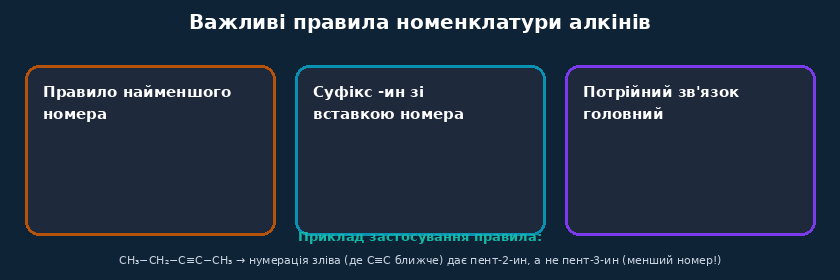 Важливі правила номенклатури алкінів
Правило найменшого
номера
Суфікс -ин зі
вставкою номера
Потрійний зв'язок
головний
Приклад застосування правила:
CH₃−CH₂−C≡C−CH₃ → нумерація зліва (де C≡C ближче) дає пент-2-ин, а не пент-3-ин (менший номер!)